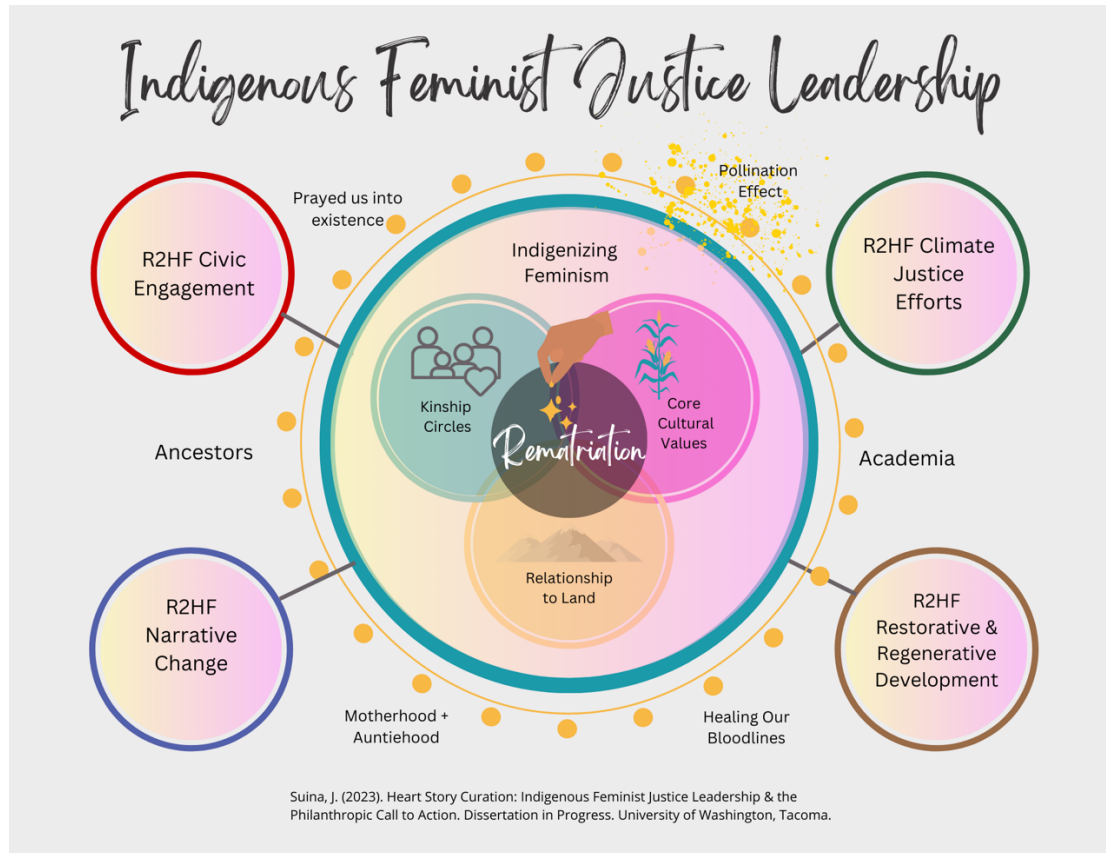 Indigenous Feminist Justice Leadership
Prayed us into
existence
Pollination
Effect
R2HF Civic
Engagement
Indigenizing
Feminism
R2HF Climate
Justice
Efforts
Kinship
Circles
Core
Cultural
Values
Rematriation
Ancestors
Academia
Relationship
to Land
R2HF
Narrative
Change
R2HF
Restorative &
Regenerative
Development
Motherhood +
Auntiehood
Healing Our
Bloodlines
Suina, J. (2023). Heart Story Curation: Indigenous Feminist Justice Leadership & the
Philanthropic Call to Action. Dissertation in Progress. University of Washington, Tacoma.